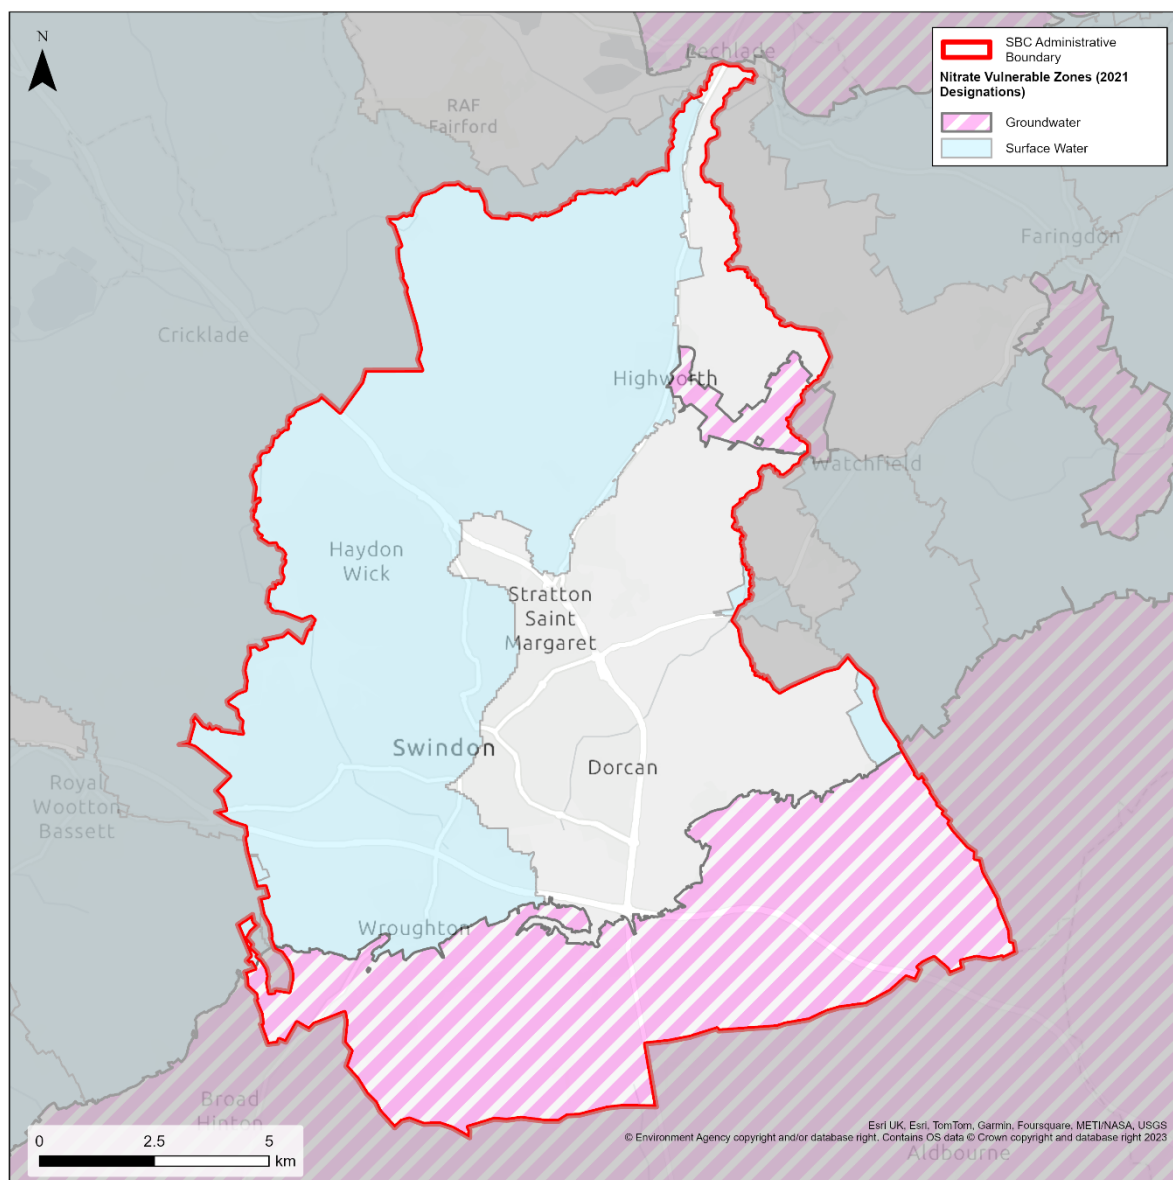 N
SBC Administrative
Boundary
Nitrate Vulnerable Zones (2021
Designations)
Groundwater
Surface Water
Lechlade
RAF
Fairford
Faringdon
Cricklade
Highworth
Watchfield
Haydon
Wick
Stratton
Saint
Margaret
Swindon
Dorcan
Royal
Wootton
Bassett
Wroughton
Broad
Hinton
Aldbourne
0 2.5 5
km
Esri UK, Esri, TomTom, Garmin, Foursquare, METI/NASA, USGS
© Environment Agency copyright and/or database right. Contains OS data © Crown copyright and database right 2023